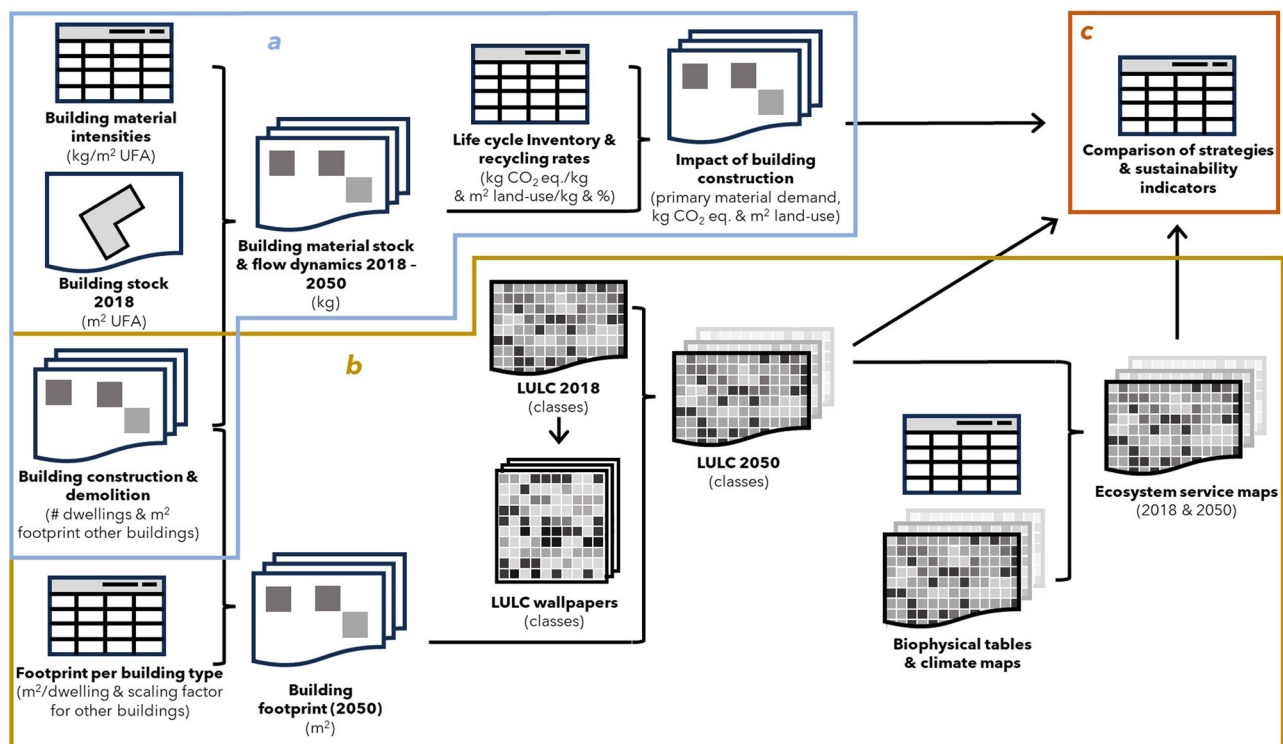 a
Building material
intensities
(kg/m² UFA)
Building stock
2018
(m² UFA)
Building material stock
& flow dynamics 2018 –
2050
(kg)
Life cycle Inventory &
recycling rates
(kg CO₂ eq./kg
& m² land-use/kg & %)
Impact of building
construction
(primary material demand,
kg CO₂ eq. & m² land-use)
c
Comparison of strategies
& sustainability
indicators
b
Building construction &
demolition
(# dwellings & m²
footprint other buildings)
Footprint per building type
(m²/dwelling & scaling factor
for other buildings)
Building
footprint (2050)
(m²)
LULC 2018
(classes)
LULC wallpapers
(classes)
LULC 2050
(classes)
Biophysical tables
& climate maps
Ecosystem service maps
(2018 & 2050)